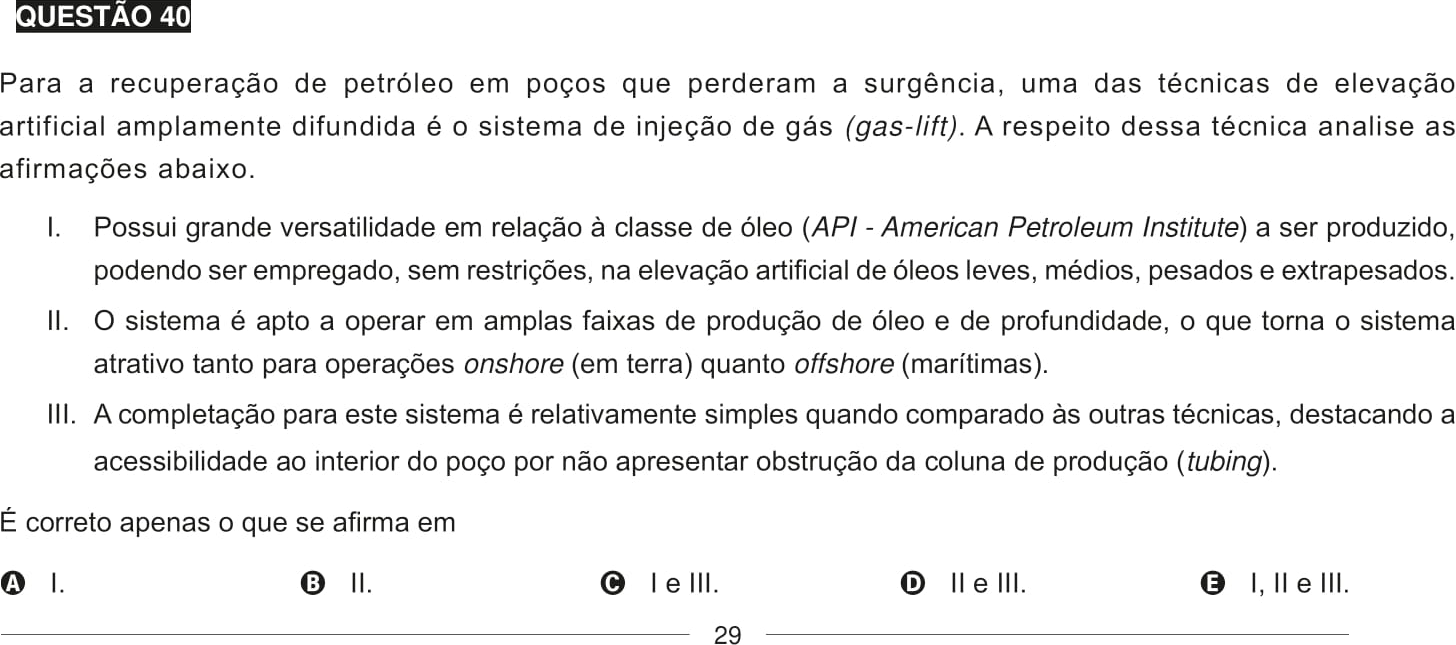 QUESTÃO 40
Para a recuperação de petróleo em poços que perderam a surgência, uma das técnicas de elevação
artificial amplamente difundida é o sistema de injeção de gás (gas-lift). A respeito dessa técnica analise as
afirmações abaixo.
I. Possui grande versatilidade em relação à classe de óleo (API - American Petroleum Institute) a ser produzido,
podendo ser empregado, sem restrições, na elevação artificial de óleos leves, médios, pesados e extrapesados.
II. O sistema é apto a operar em amplas faixas de produção de óleo e de profundidade, o que torna o sistema
atrativo tanto para operações onshore (em terra) quanto offshore (marítimas).
III. A completação para este sistema é relativamente simples quando comparado às outras técnicas, destacando a
acessibilidade ao interior do poço por não apresentar obstrução da coluna de produção (tubing).
É correto apenas o que se afirma em
A I. B II. C I e III. D II e III. E I, II e III.
29